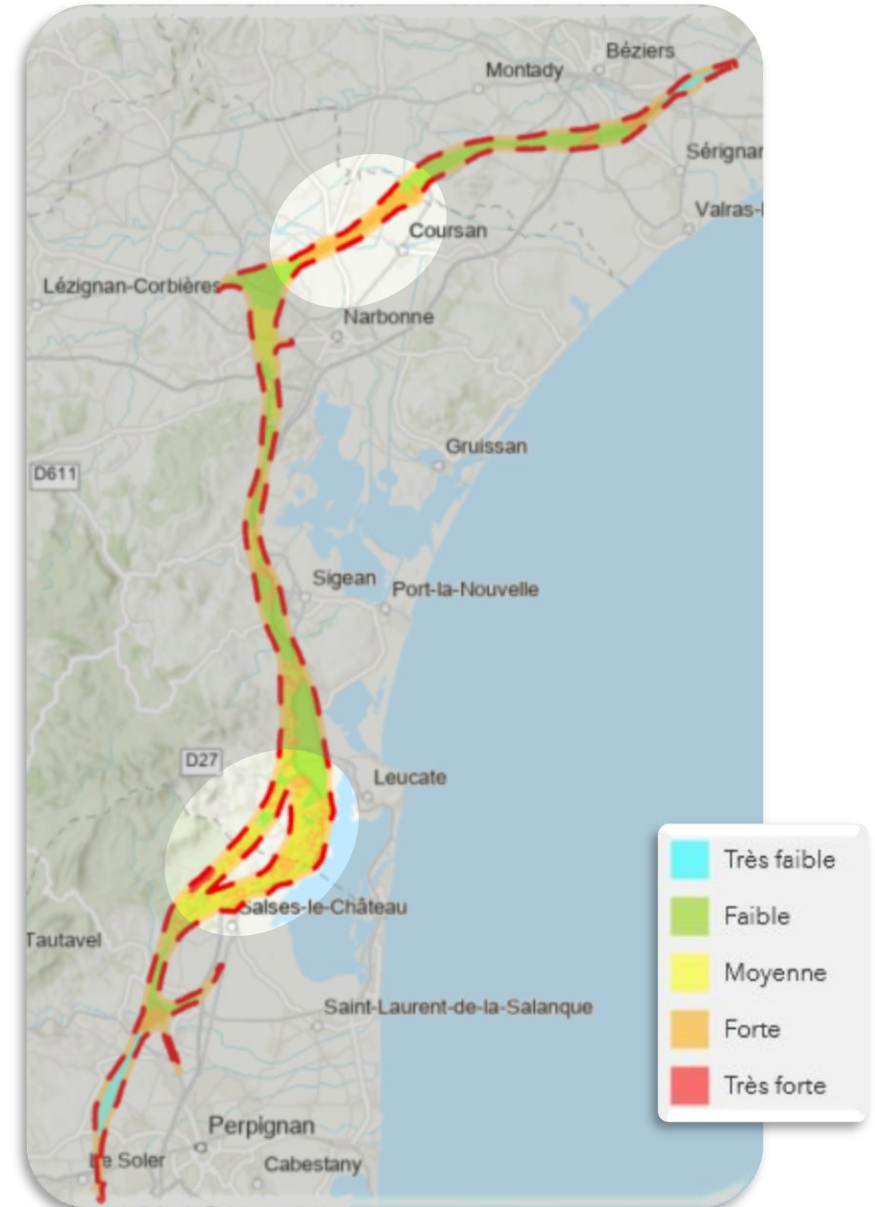 Béziers
Montady
Sérignan
Valras-
Coursan
Lézignan-Corbières
Narbonne
Gruissan
D611
Sigean
Port-la-Nouvelle
D27
Leucate
Salses-le-Château
Tautavel
Saint-Laurent-de-la-Salanque
Perpignan
Le Soler
Cabestany
Très faible
Faible
Moyenne
Forte
Très forte